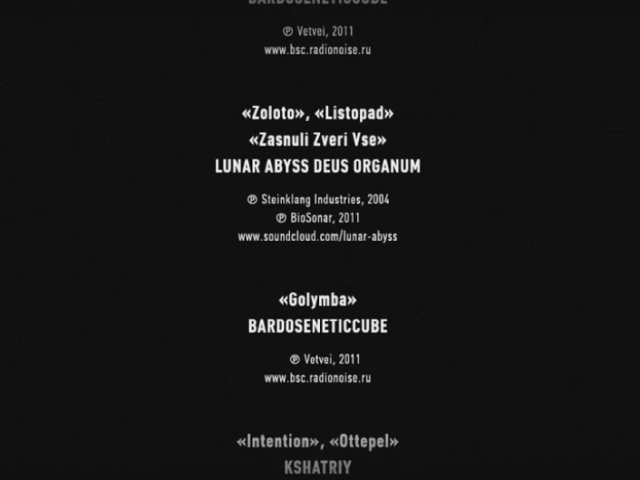 BARDOSENETICCUBE
℗ Vetvei, 2011
www.bsc.radionoise.ru
«Zoloto», «Listopad»
«Zasnuli Zveri Vse»
LUNAR ABYSS DEUS ORGANUM
℗ Steinklang Industries, 2004
℗ BioSonar, 2011
www.soundcloud.com/lunar-abyss
«Golymba»
BARDOSENETICCUBE
℗ Vetvei, 2011
www.bsc.radionoise.ru
«Intention», «Ottepel»
KSHATRIY